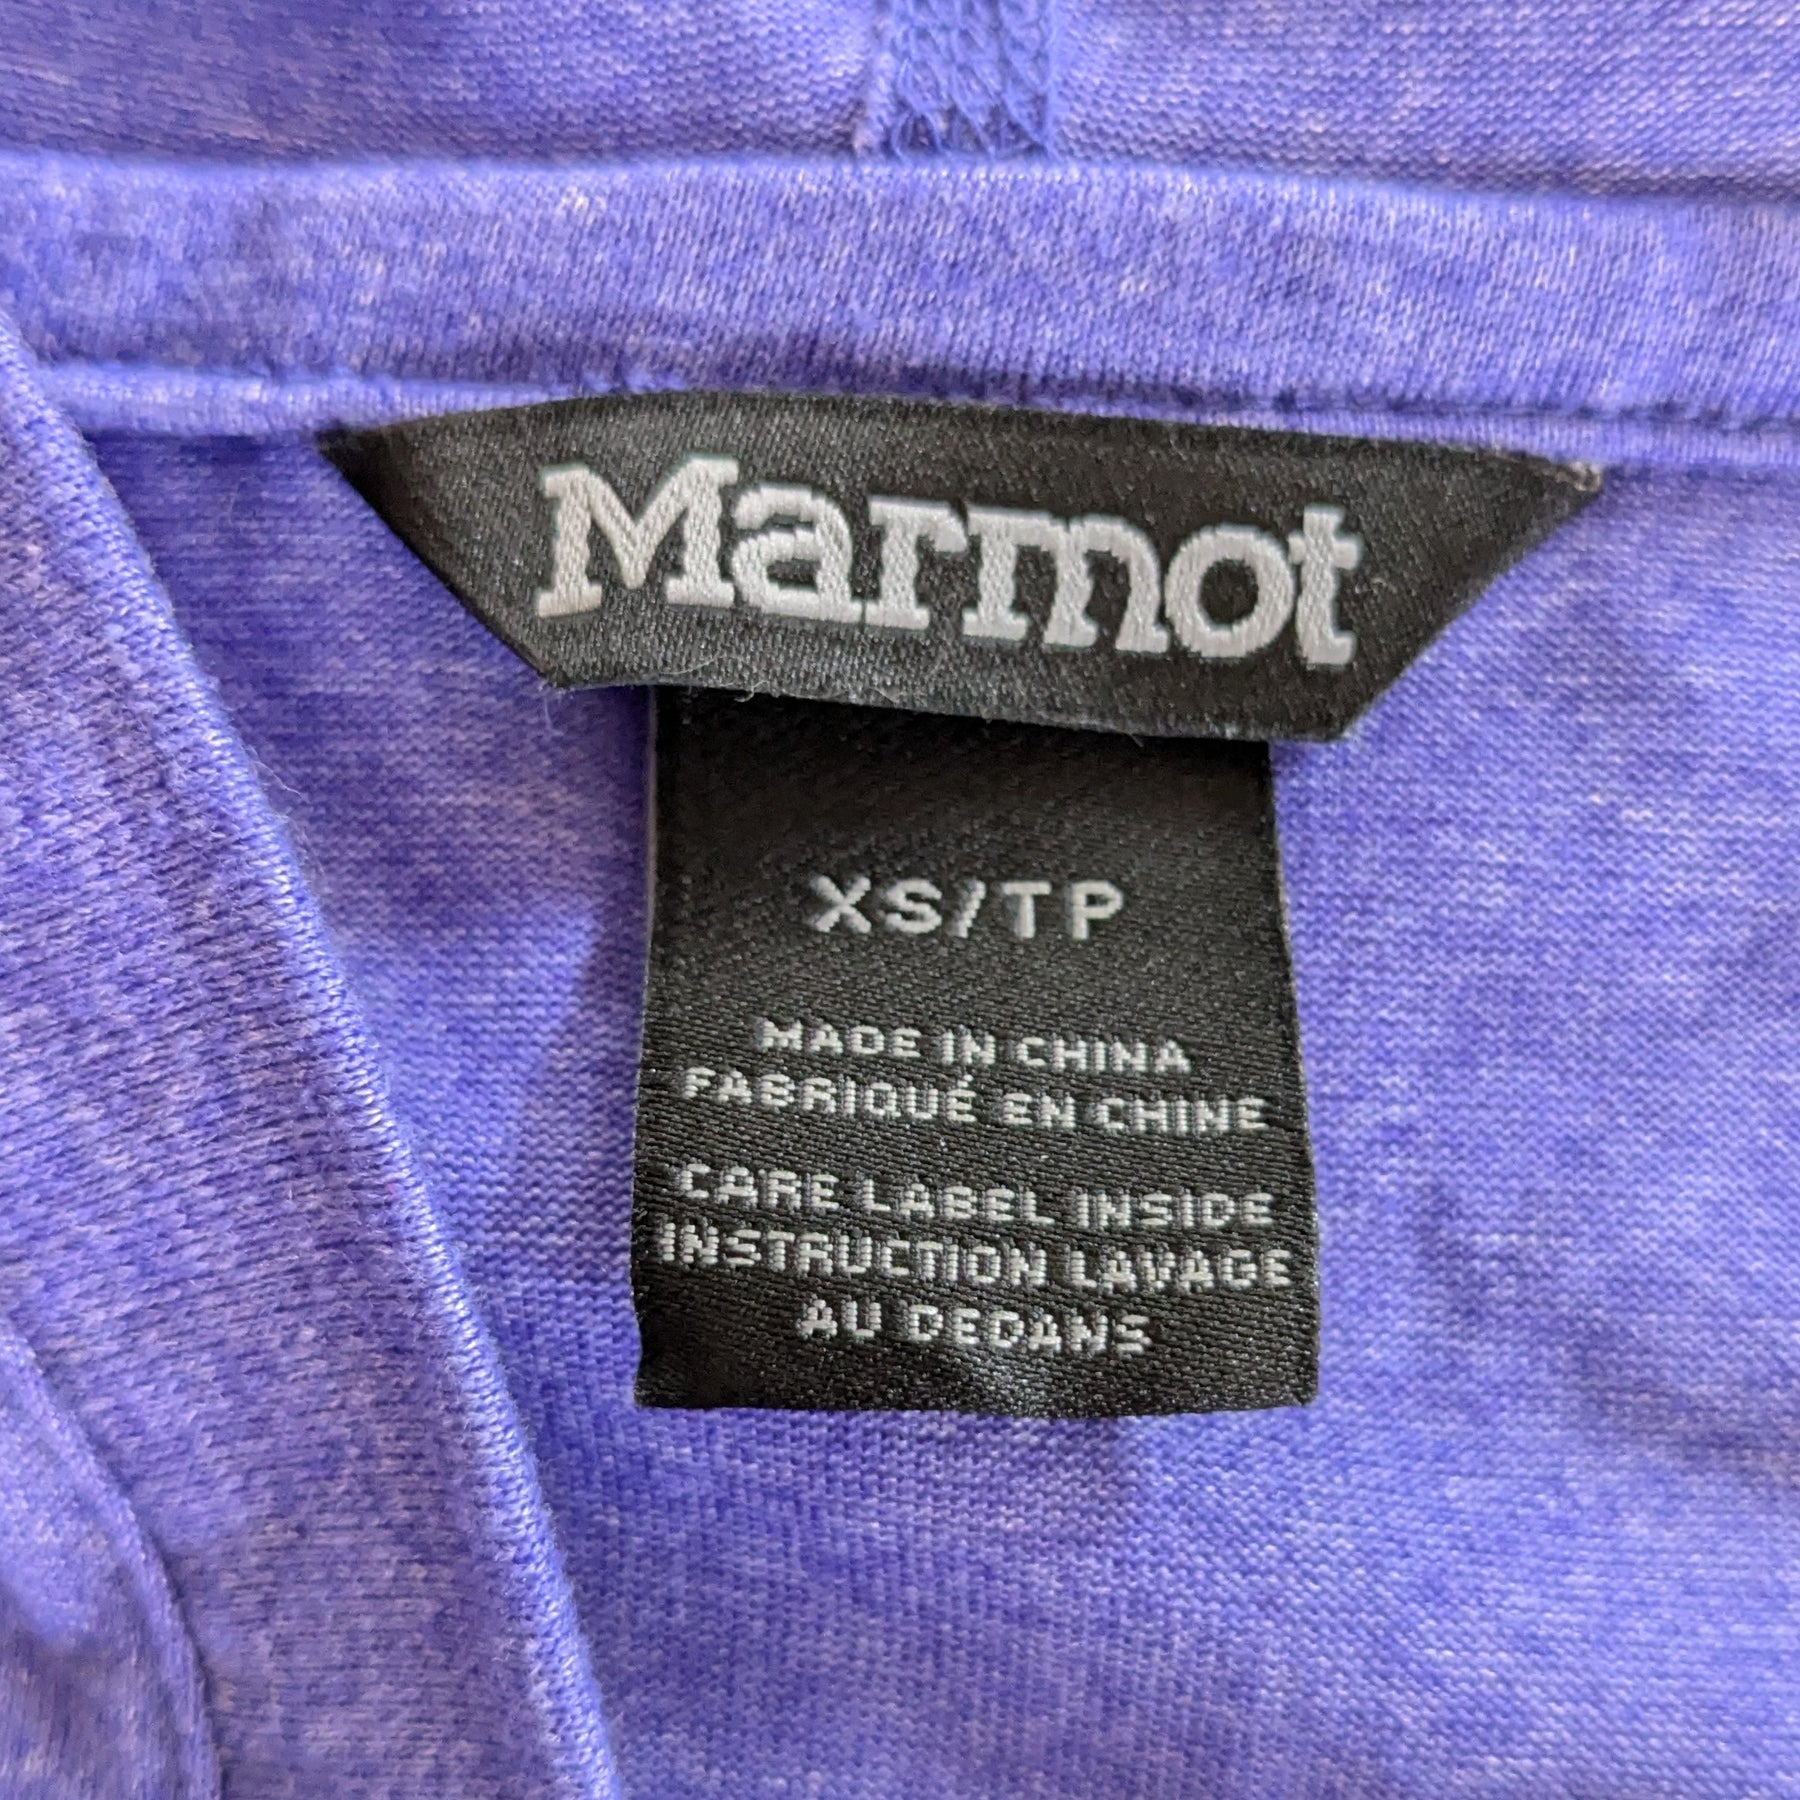 Marmot
XS/TP
MADE IN CHINA
FABRIQUÉ EN CHINE
CARE LABEL INSIDE
INSTRUCTION LAVAGE
AU DEDANS